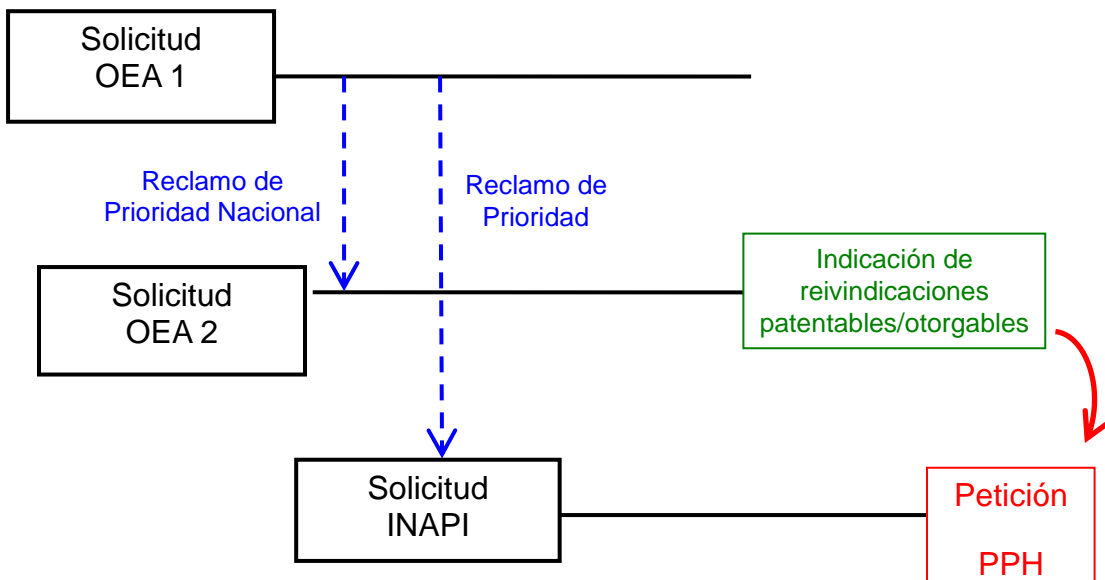 Solicitud
OEA 1
Reclamo de
Prioridad Nacional
Reclamo de
Prioridad
Solicitud
OEA 2
Indicación de
reivindicaciones
patentables/otorgables
Solicitud
INAPI
Petición
PPH